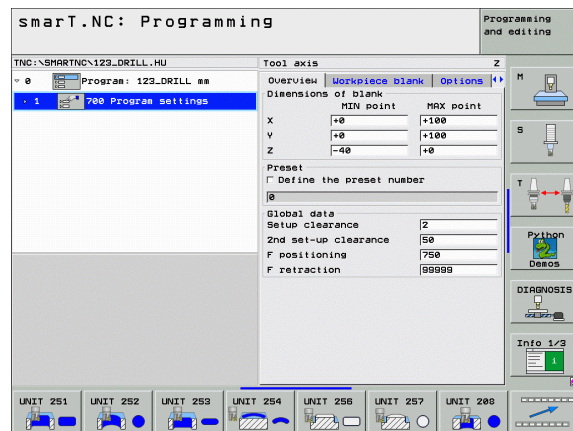 smarT.NC: Programming
Programming
and editing
TNC:\SMARTNC\123_DRILL.HU
Tool axis Z
0 Program: 123_DRILL mm
1 700 Program settings
Overview Workpiece blank Options
Dimensions of blank
MIN point MAX point
X +0 +100
Y +0 +100
Z -40 +0
Preset
Define the preset number
0
Global data
Setup clearance 2
2nd set-up clearance 50
F positioning 750
F retraction 99999
M
S
T
Python
Demos
DIAGNOSIS
Info 1/3
1
UNIT 251
UNIT 252
UNIT 253
UNIT 254
UNIT 256
UNIT 257
UNIT 208